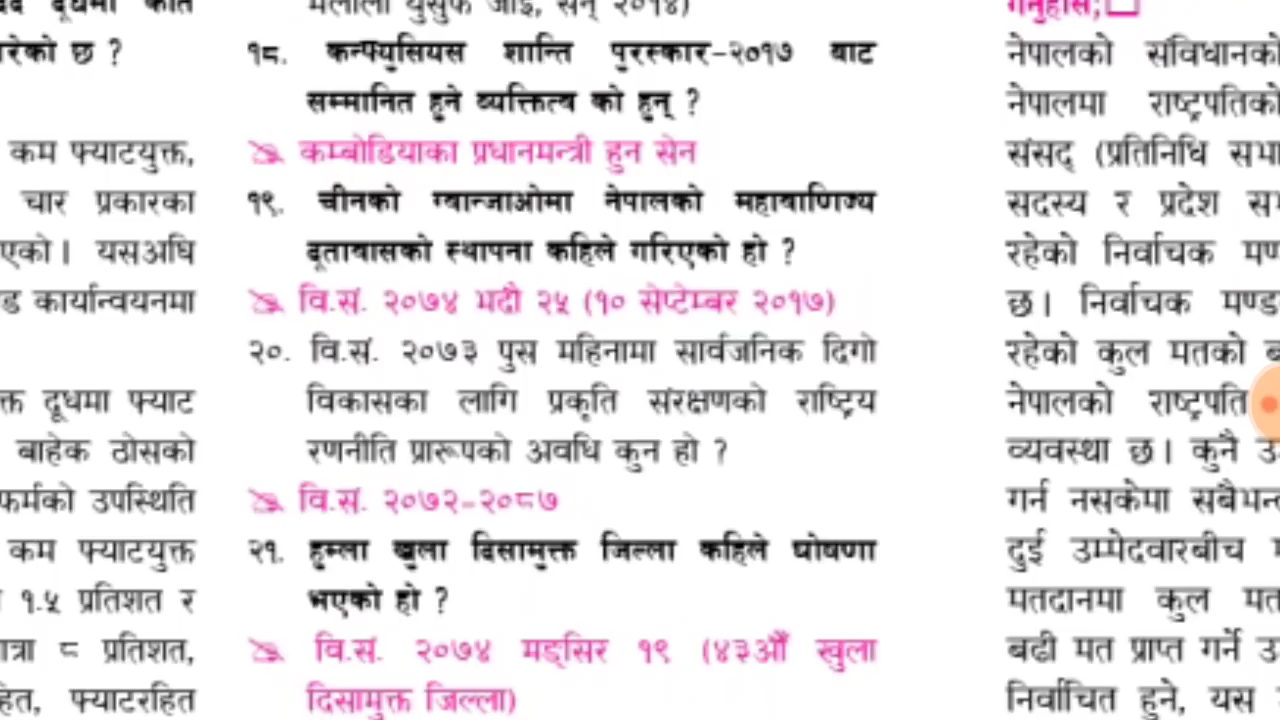 दूधमा
रेको छ ?
कम फ्याटयुक्त,
चार प्रकारका
एको । यसअघि
ड कार्यान्वयनमा
क्त दूधमा फ्याट
बाहेक ठोसको
फर्मको उपस्थिति
कम फ्याटयुक्त
१.५ प्रतिशत र
त्रा ८ प्रतिशत,
हित, फ्याटरहित
मलाला युसुफ जाई, सन् २०१४)
१८. कन्फ्युसियस शान्ति पुरस्कार–२०१७ बाट
सम्मानित हुने व्यक्तित्व को हुन् ?
कम्बोडियाका प्रधानमन्त्री हुन सेन
१९. चीनको ग्वान्जाओमा नेपालको महावाणिज्य
दूतावासको स्थापना कहिले गरिएको हो ?
वि.सं. २०७४ भदौ २५ (१० सेप्टेम्बर २०१७)
२०. वि.सं. २०७३ पुस महिनामा सार्वजनिक दिगो
विकासका लागि प्रकृति संरक्षणको राष्ट्रिय
रणनीति प्रारूपको अवधि कुन हो ?
वि.सं. २०७२–२०८७
२१. हुम्ला खुला दिसामुक्त जिल्ला कहिले घोषणा
भएको हो ?
वि.सं. २०७४ मङ्सिर १९ (४३औँ खुला
दिसामुक्त जिल्ला)
गर्नुहोस्;
नेपालको संविधानको
नेपालमा राष्ट्रपतिको
संसद् (प्रतिनिधि सभा
सदस्य र प्रदेश
रहेको निर्वाचक
छ। निर्वाचक मण्ड
रहेको कुल मतको
नेपालको राष्ट्रपति
व्यवस्था छ। कुनै
गर्न नसकेमा सबैभन्
दुई उम्मेदवारबीच
मतदानमा कुल मत
बढी मत प्राप्त गर्ने
निर्वाचित हुने, यस